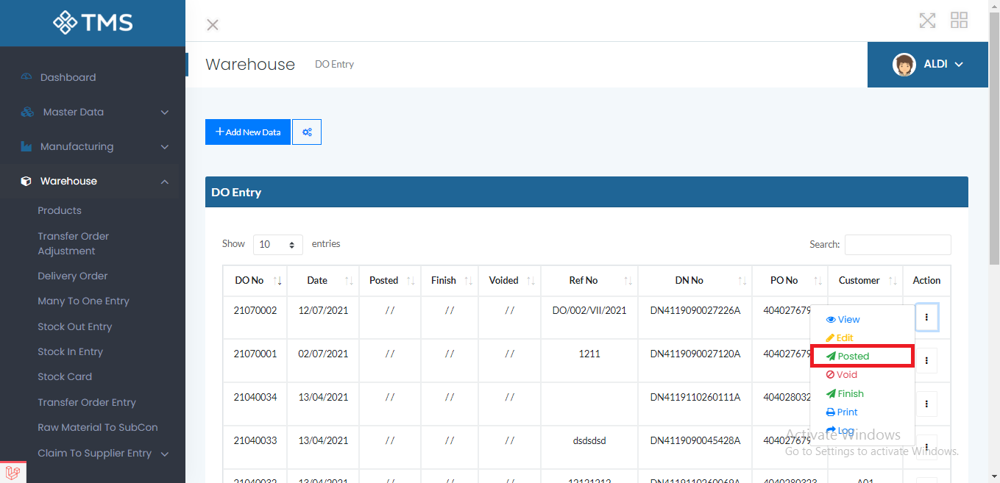 TMS
Dashboard
Master Data
Manufacturing
Warehouse
Products
Transfer Order
Adjustment
Delivery Order
Many To One Entry
Stock Out Entry
Stock In Entry
Stock Card
Transfer Order Entry
Raw Material To SubCon
Claim To Supplier Entry
Warehouse DO Entry
ALDI
Add New Data
DO Entry
Show 10 entries Search:
DO No Date Posted Finish Voided Ref No DN No PO No Customer Action
21070002 12/07/2021 / / / / / / DO/002/VII/2021 DN4119090027226A 404027679
21070001 02/07/2021 / / / / / / 1211 DN4119090027120A 404027679
21040034 13/04/2021 / / / / / / DN4119110260111A 404028032
21040033 13/04/2021 / / / / / / dsdsdsd DN4119090045428A 404027679
21040032 13/04/2021 / / / / / / 12121212 DN4119110260069A 4040280323 A01
View
Edit
Posted
Void
Finish
Print
Log
Activate Windows
Go to Settings to activate Windows.